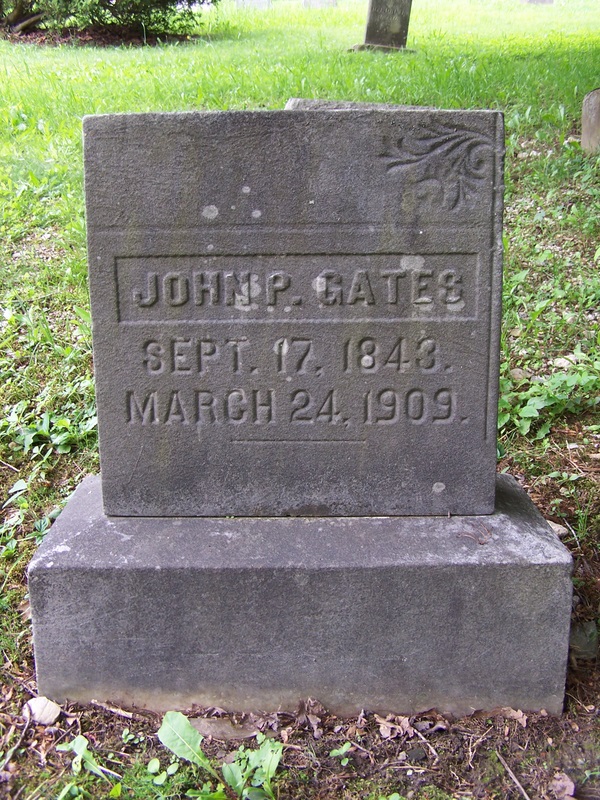 JOHN P. GATES
SEPT. 17, 1843.
MARCH 24, 1909.